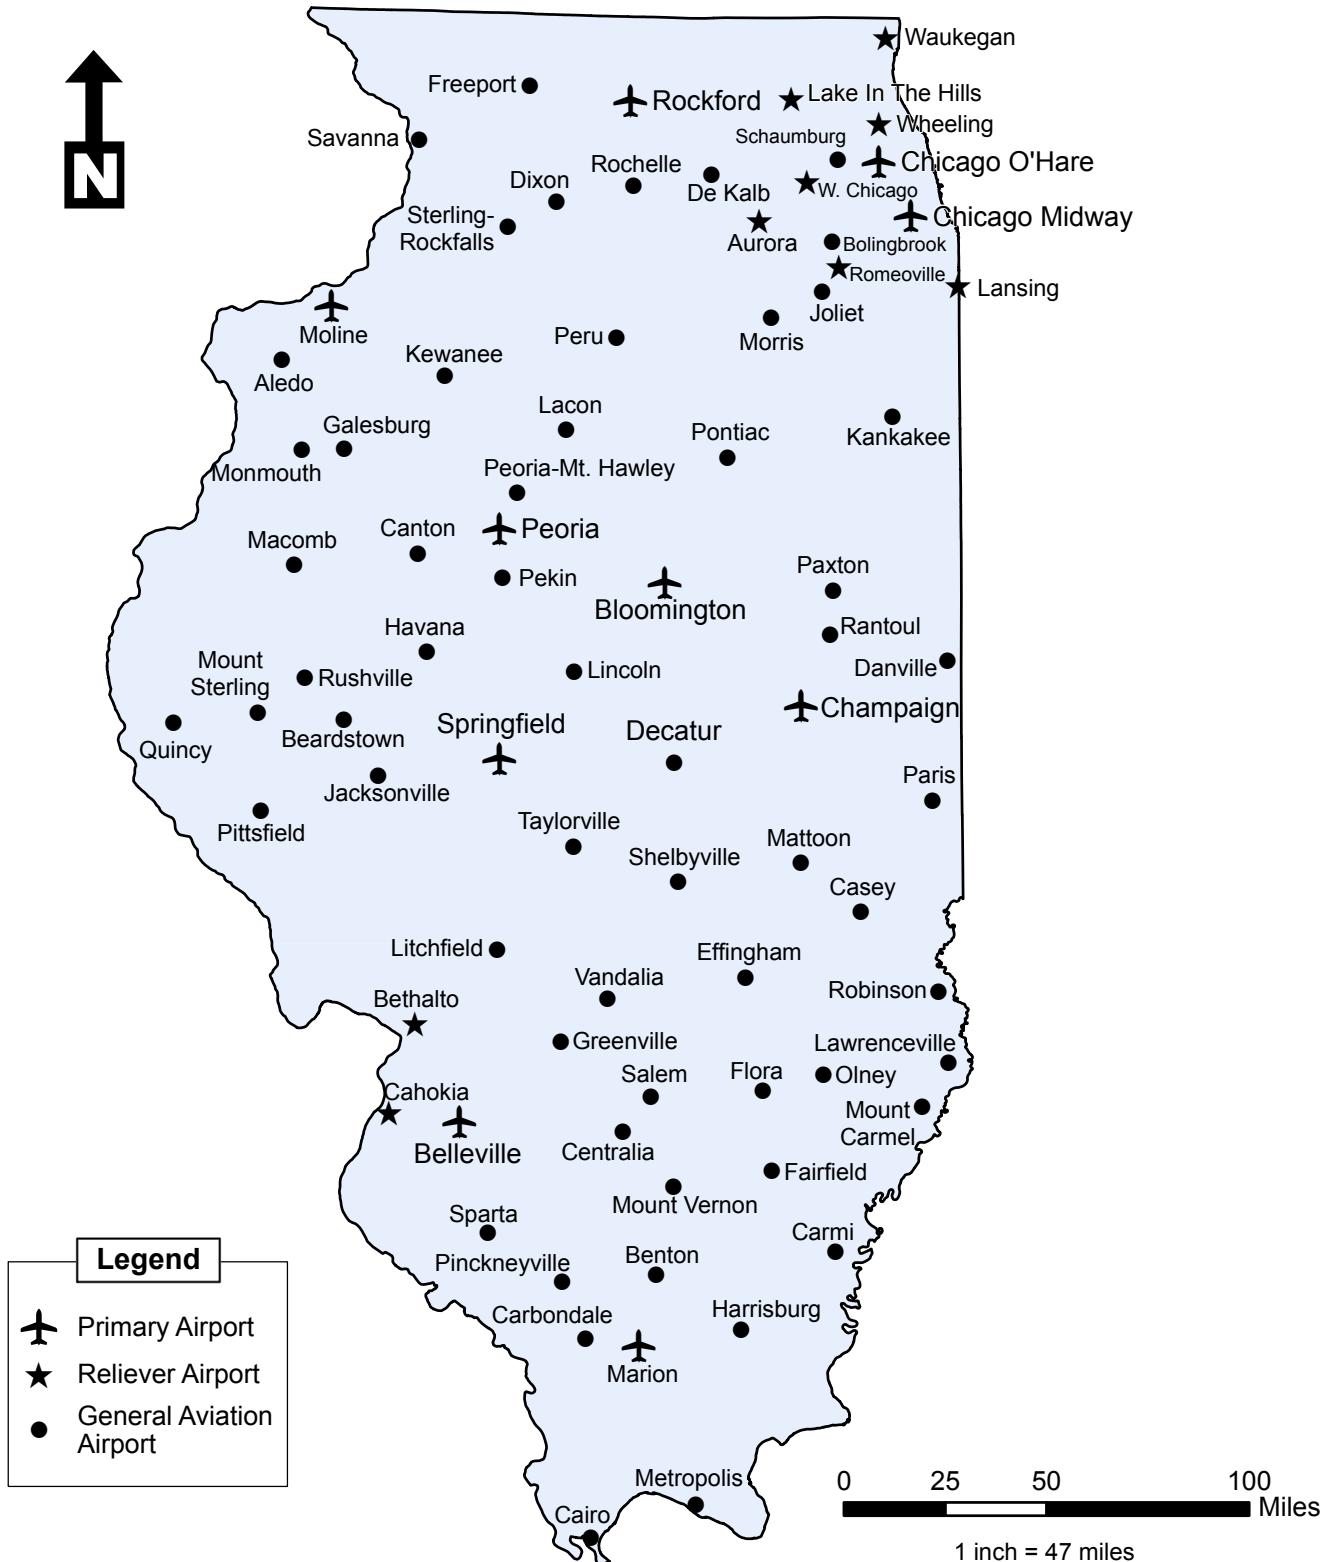 Waukegan
Freeport
Rockford
Lake In The Hills
Wheeling
Savanna
Schaumburg
Chicago O'Hare
Rochelle
Dixon
De Kalb
W. Chicago
Sterling-
Rockfalls
Chicago Midway
Aurora
Bolingbrook
Romeoville
Lansing
Joliet
Moline
Peru
Morris
Kewanee
Aledo
Lacon
Galesburg
Pontiac
Kankakee
Monmouth
Peoria-Mt. Hawley
Macomb
Canton
Peoria
Paxton
Pekin
Bloomington
Havana
Rantoul
Mount
Sterling
Rushville
Lincoln
Danville
Champaign
Springfield
Decatur
Quincy
Beardstown
Paris
Jacksonville
Pittsfield
Taylorville
Mattoon
Shelbyville
Casey
Litchfield
Effingham
Vandalia
Robinson
Bethalto
Greenville
Lawrenceville
Salem
Flora
Olney
Cahokia
Mount
Carmel
Belleville
Centralia
Fairfield
Mount Vernon
Sparta
Carmi
Pinckneyville
Benton
Carbondale
Harrisburg
Marion
Metropolis
Cairo
N
Legend
Primary Airport
Reliever Airport
General Aviation
Airport
0 25 50 100
Miles
1 inch = 47 miles